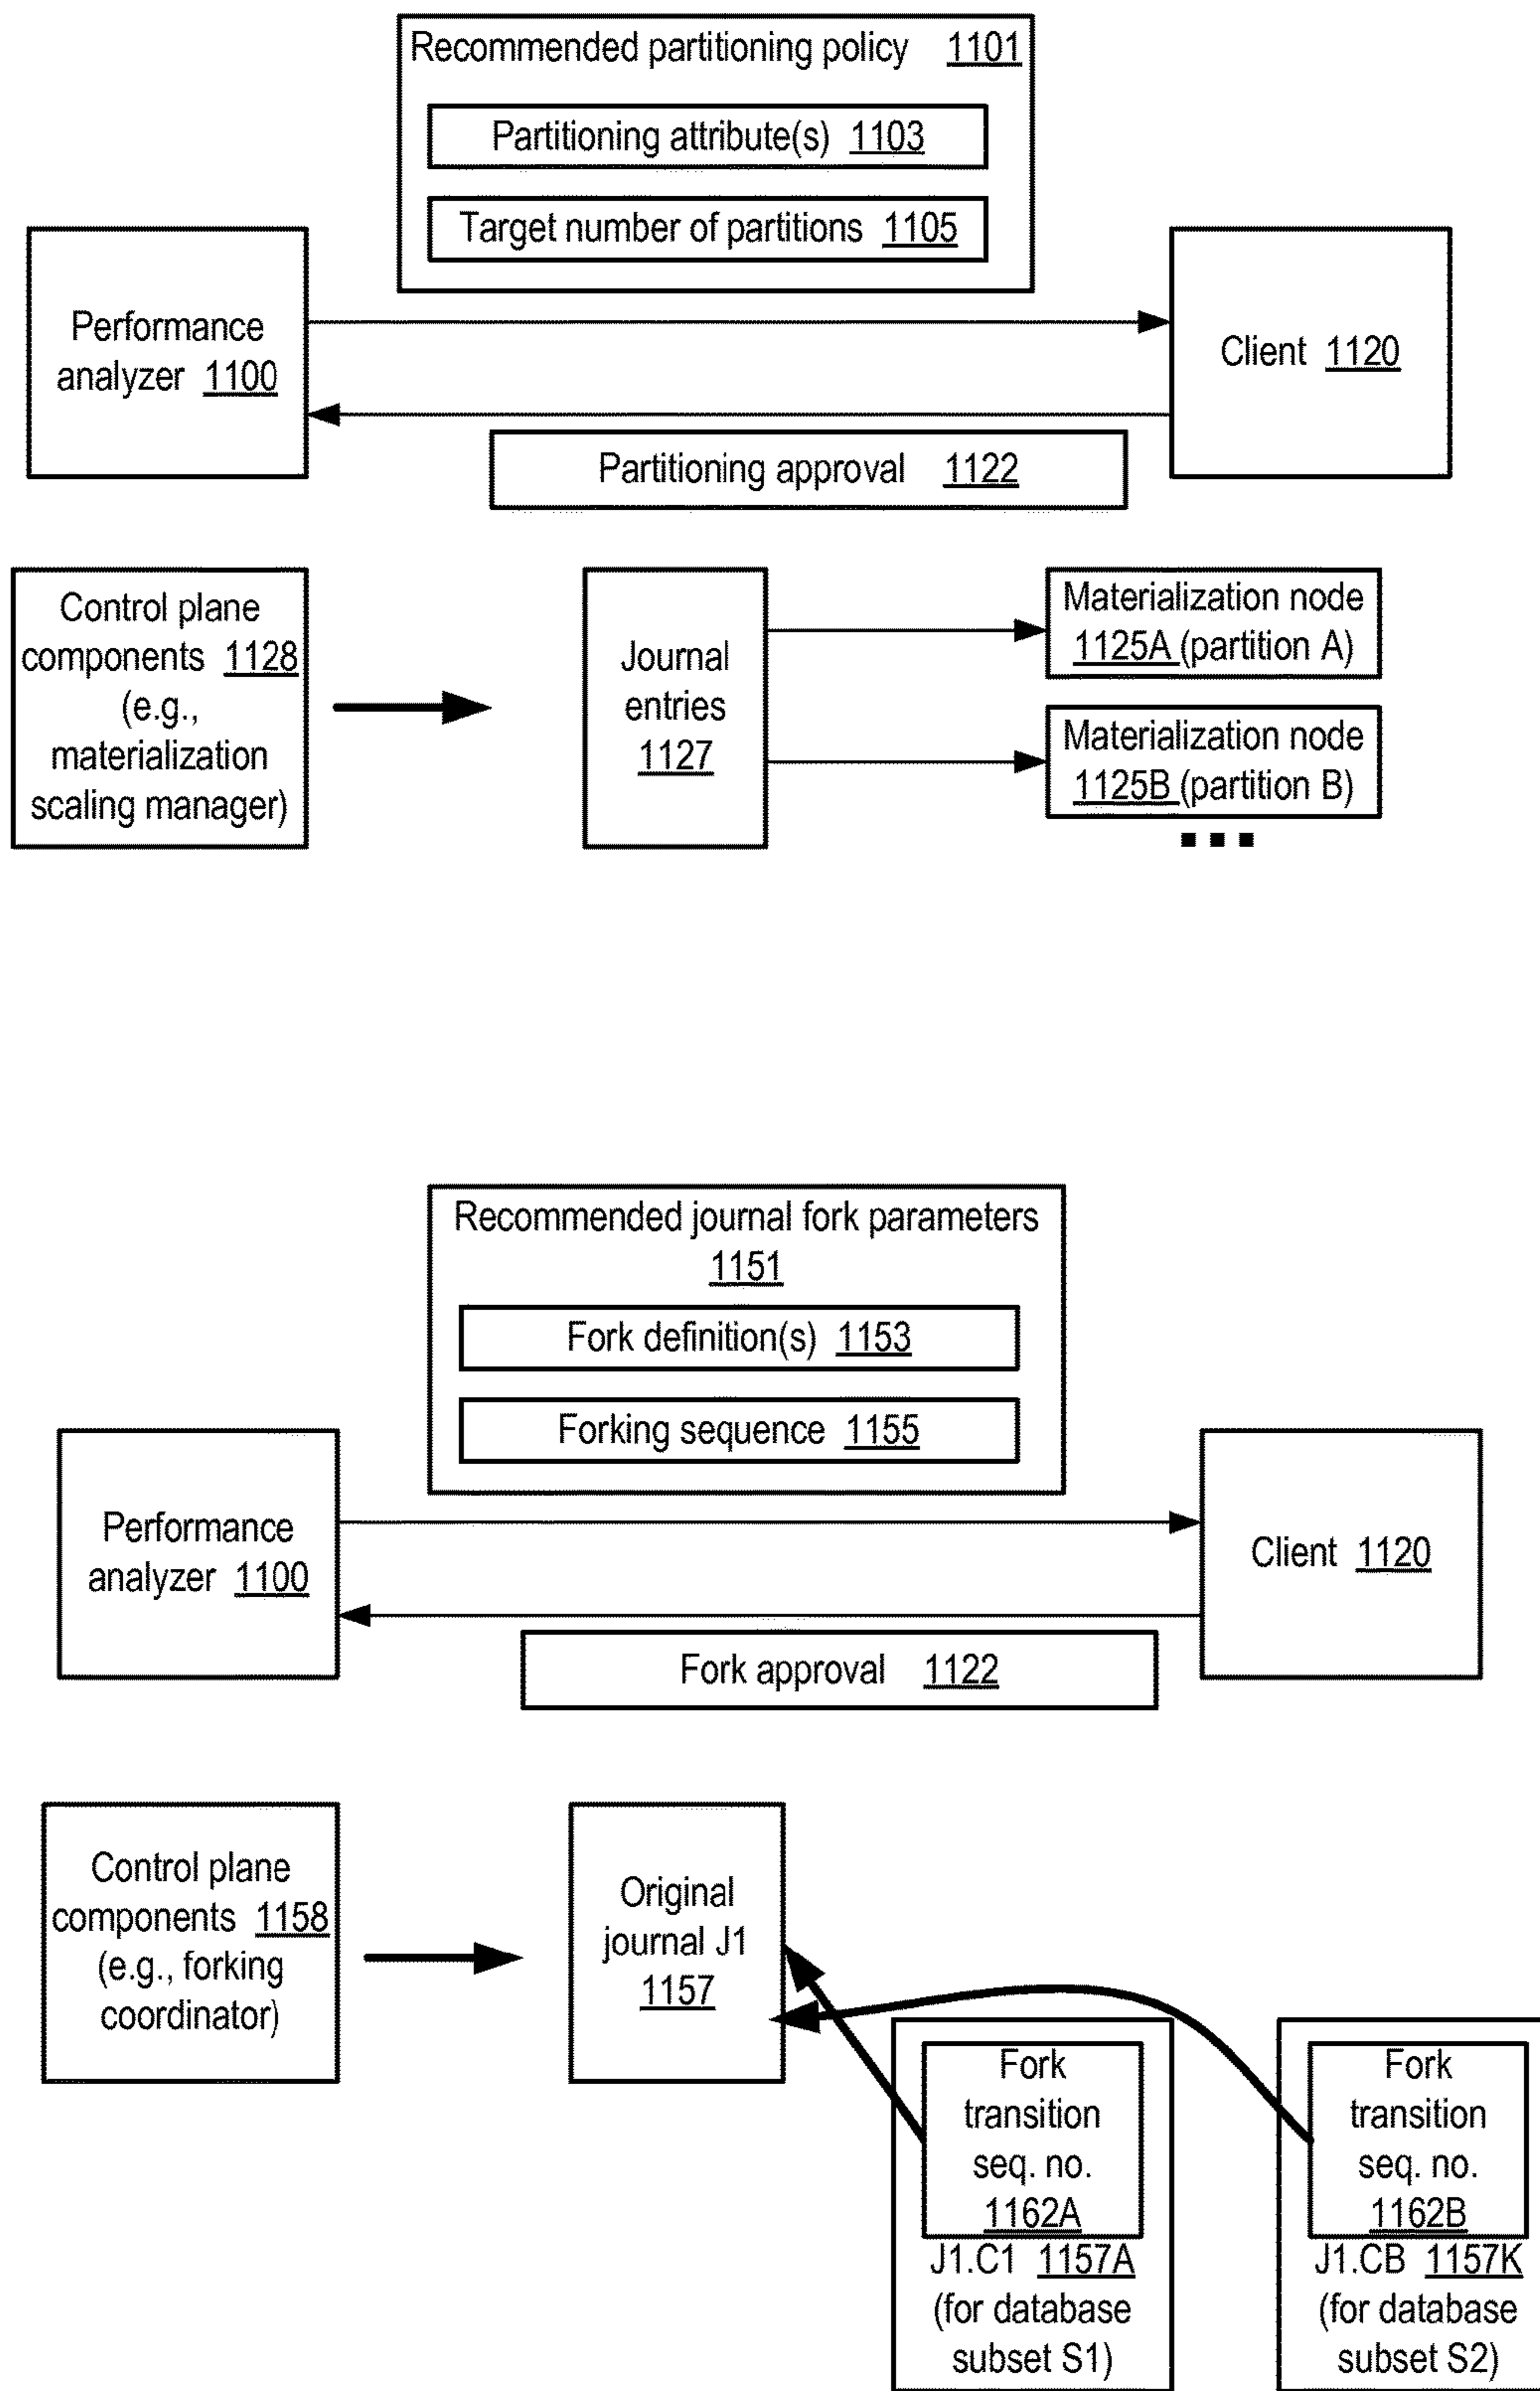 Recommended partitioning policy 1101
Partitioning attribute(s) 1103
Target number of partitions 1105
Performance
analyzer 1100
Client 1120
Partitioning approval 1122
Control plane
components 1128
(e.g.,
materialization
scaling manager)
Journal
entries
1127
Materialization node
1125A (partition A)
Materialization node
1125B (partition B)
Recommended journal fork parameters
1151
Fork definition(s) 1153
Forking sequence 1155
Performance
analyzer 1100
Client 1120
Fork approval 1122
Control plane
components 1158
(e.g., forking
coordinator)
Original
journal J1
1157
Fork
transition
seq. no.
1162A
J1.C1 1157A
(for database
subset S1)
Fork
transition
seq. no.
1162B
J1.CB 1157K
(for database
subset S2)